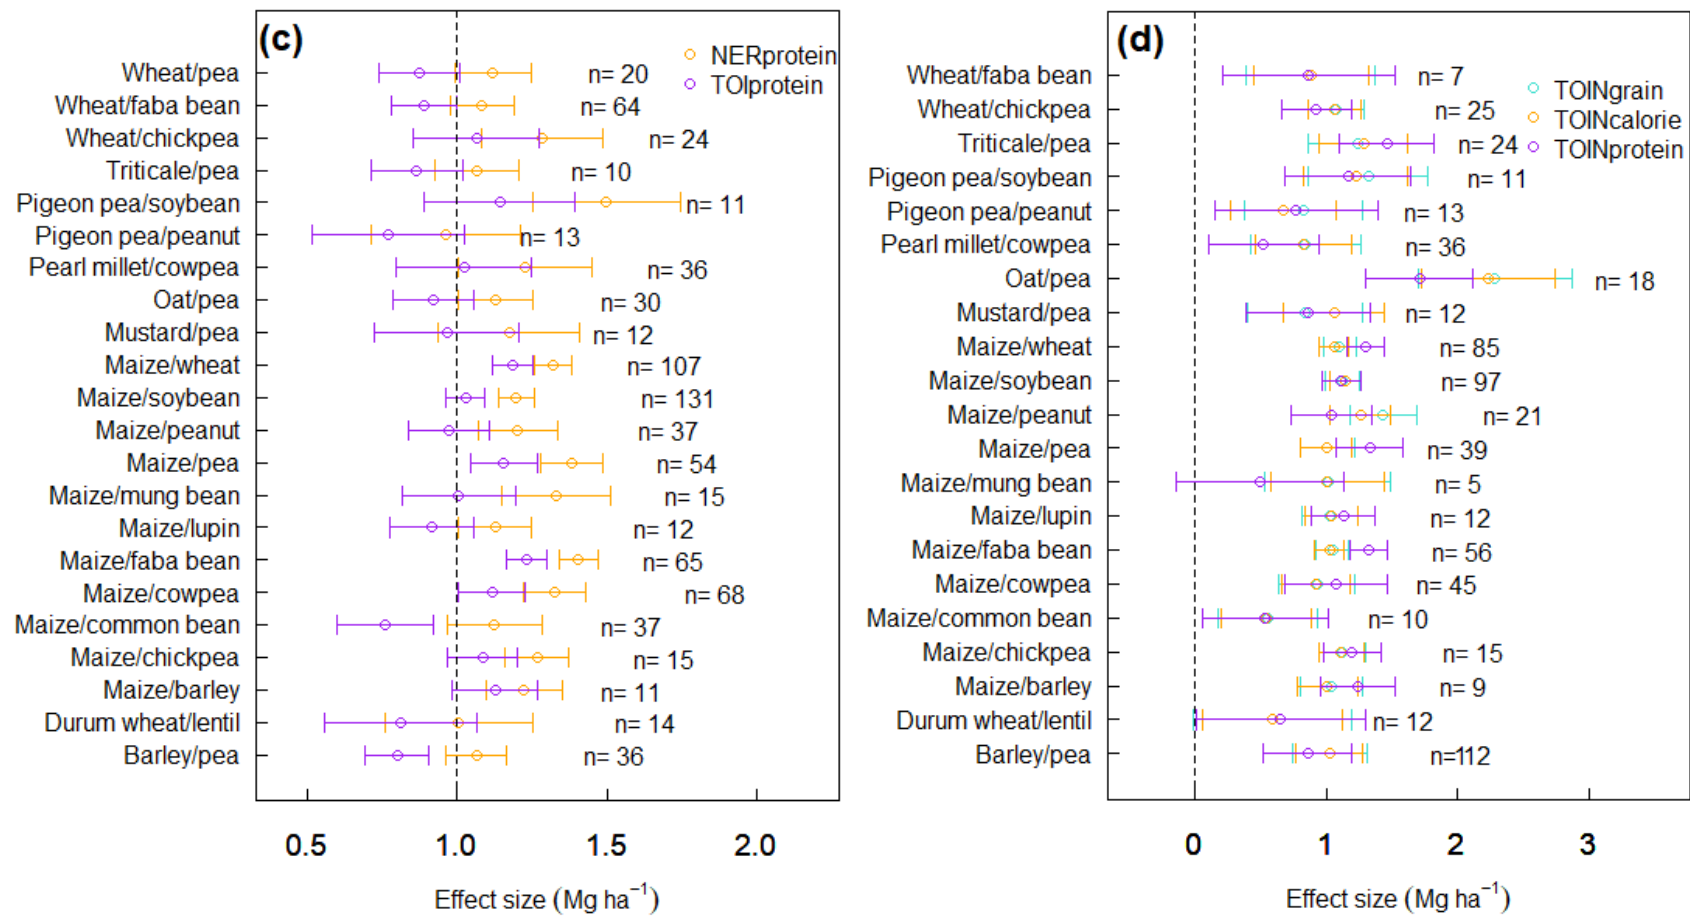 (c)
NERprotein
TOIprotein
Wheat/pea n= 20
Wheat/faba bean n= 64
Wheat/chickpea n= 24
Triticale/pea n= 10
Pigeon pea/soybean n= 11
Pigeon pea/peanut n= 13
Pearl millet/cowpea n= 36
Oat/pea n= 30
Mustard/pea n= 12
Maize/wheat n= 107
Maize/soybean n= 131
Maize/peanut n= 37
Maize/pea n= 54
Maize/mung bean n= 15
Maize/lupin n= 12
Maize/faba bean n= 65
Maize/cowpea n= 68
Maize/common bean n= 37
Maize/chickpea n= 15
Maize/barley n= 11
Durum wheat/lentil n= 14
Barley/pea n= 36
0.5 1.0 1.5 2.0
Effect size (Mg ha⁻¹)
(d)
TOINgrain
TOINcalorie
TOINprotein
Wheat/faba bean n= 7
Wheat/chickpea n= 25
Triticale/pea n= 24
Pigeon pea/soybean n= 11
Pigeon pea/peanut n= 13
Pearl millet/cowpea n= 36
Oat/pea n= 18
Mustard/pea n= 12
Maize/wheat n= 85
Maize/soybean n= 97
Maize/peanut n= 21
Maize/pea n= 39
Maize/mung bean n= 5
Maize/lupin n= 12
Maize/faba bean n= 56
Maize/cowpea n= 45
Maize/common bean n= 10
Maize/chickpea n= 15
Maize/barley n= 9
Durum wheat/lentil n= 12
Barley/pea n=112
0 1 2 3
Effect size (Mg ha⁻¹)